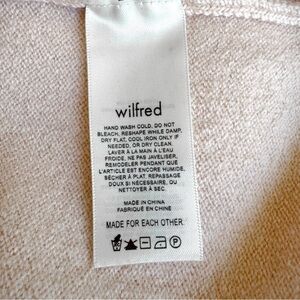 wilfred
HAND WASH COLD, DO NOT
BLEACH, RESHAPE WHILE DAMP,
DRY FLAT, COOL IRON ONLY IF
NEEDED, OR DRY CLEAN.
LAVER À LA MAIN À L'EAU
FROIDE, NE PAS JAVELISER,
REMODELER PENDANT QUE
L'ARTICLE EST ENCORE HUMIDE,
SÉCHER À PLAT, REPASSAGE
DOUX SI NÉCESSAIRE, OU
NETTOYER À SEC.
MADE IN CHINA
FABRIQUÉ EN CHINE
MADE FOR EACH OTHER.
P